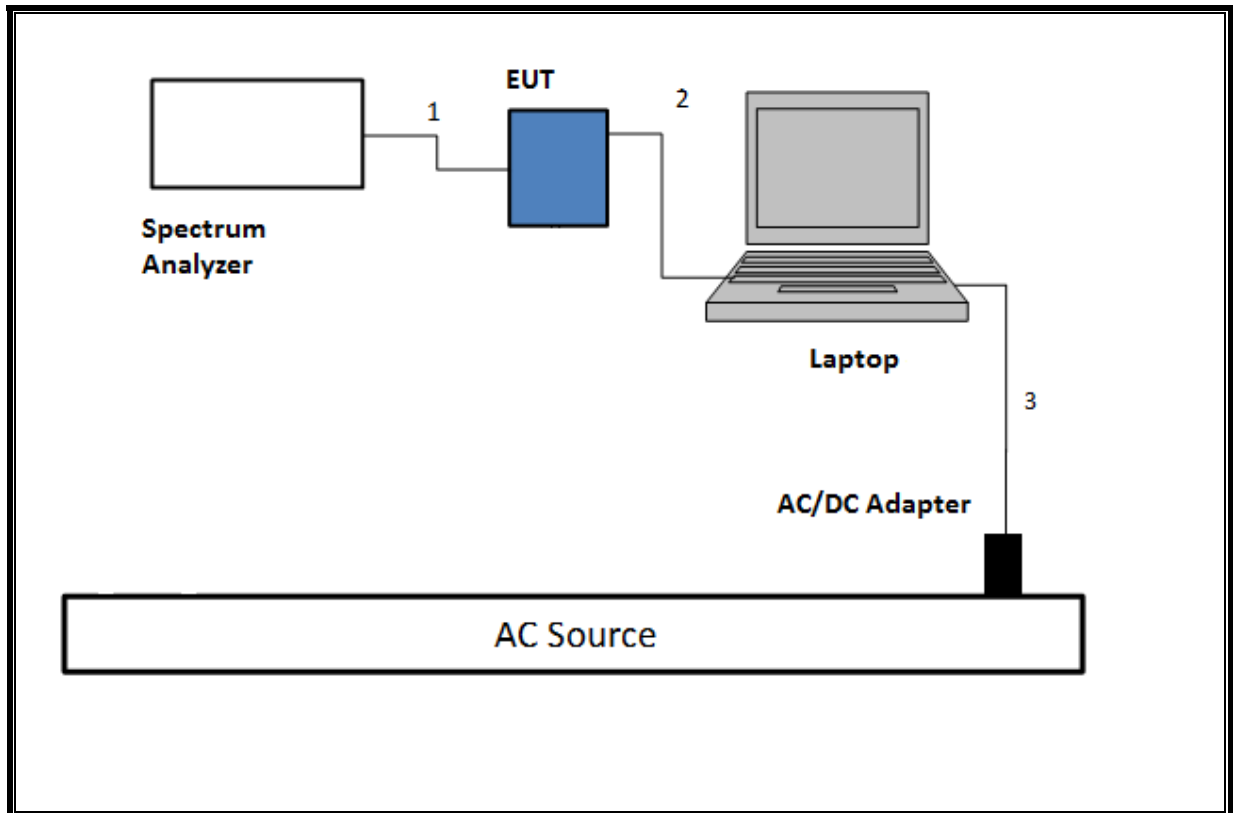 EUT
1
2
Spectrum
Analyzer
Laptop
3
AC/DC Adapter
AC Source